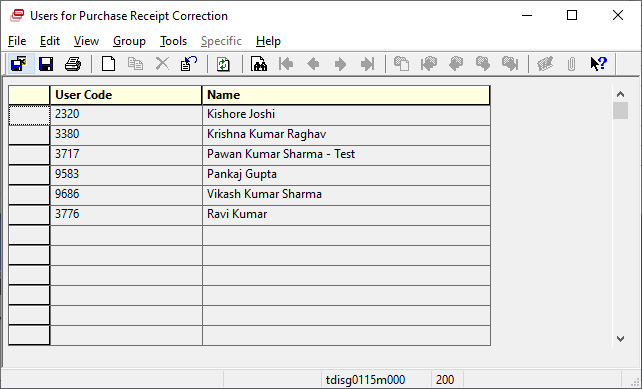 Users for Purchase Receipt Correction
File Edit View Group Tools Specific Help
User Code Name
2320 Kishore Joshi
3380 Krishna Kumar Raghav
3717 Pawan Kumar Sharma - Test
9583 Pankaj Gupta
9686 Vikash Kumar Sharma
3776 Ravi Kumar
tdisg0115m000 200